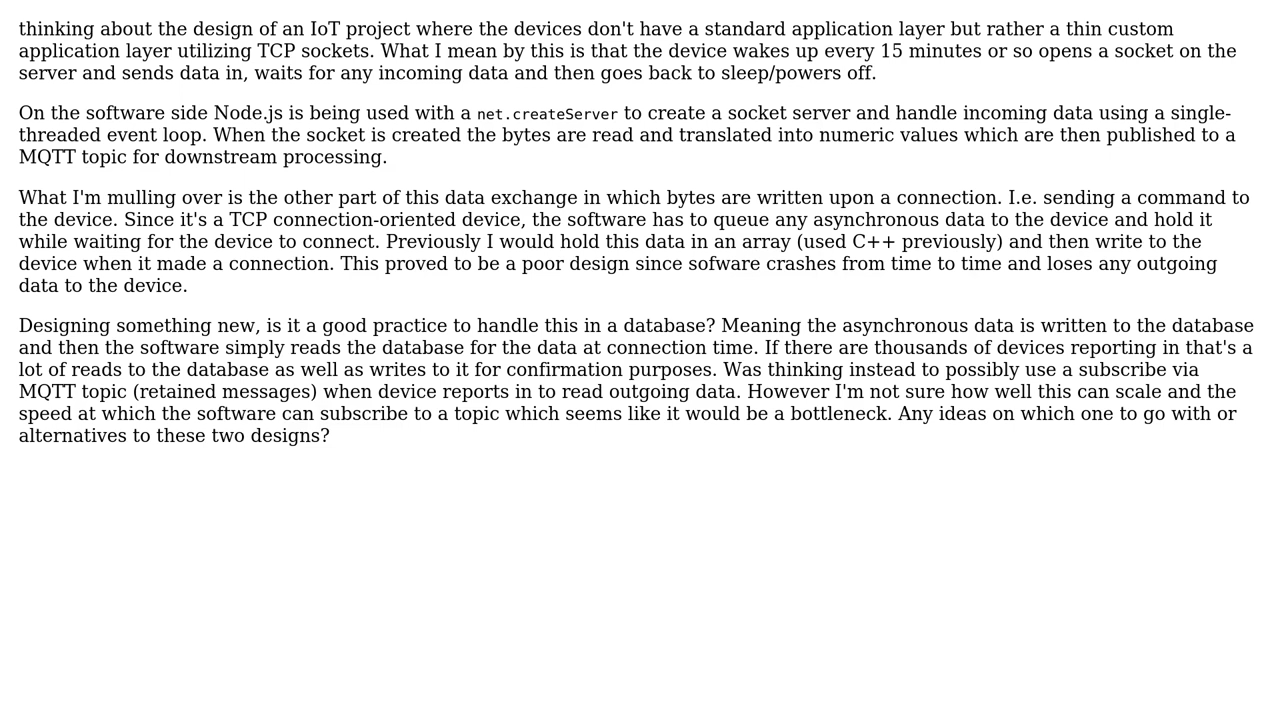 thinking about the design of an IoT project where the devices don't have a standard application layer but rather a thin custom
application layer utilizing TCP sockets. What I mean by this is that the device wakes up every 15 minutes or so opens a socket on the
server and sends data in, waits for any incoming data and then goes back to sleep/powers off.
On the software side Node.js is being used with a net.createServer to create a socket server and handle incoming data using a single-
threaded event loop. When the socket is created the bytes are read and translated into numeric values which are then published to a
MQTT topic for downstream processing.
What I'm mulling over is the other part of this data exchange in which bytes are written upon a connection. I.e. sending a command to
the device. Since it's a TCP connection-oriented device, the software has to queue any asynchronous data to the device and hold it
while waiting for the device to connect. Previously I would hold this data in an array (used C++ previously) and then write to the
device when it made a connection. This proved to be a poor design since sofware crashes from time to time and loses any outgoing
data to the device.
Designing something new, is it a good practice to handle this in a database? Meaning the asynchronous data is written to the database
and then the software simply reads the database for the data at connection time. If there are thousands of devices reporting in that's a
lot of reads to the database as well as writes to it for confirmation purposes. Was thinking instead to possibly use a subscribe via
MQTT topic (retained messages) when device reports in to read outgoing data. However I'm not sure how well this can scale and the
speed at which the software can subscribe to a topic which seems like it would be a bottleneck. Any ideas on which one to go with or
alternatives to these two designs?